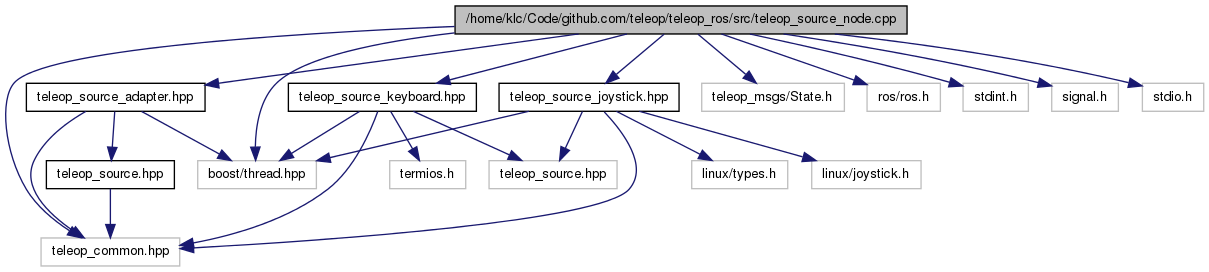 /home/klc/Code/github.com/teleop/teleop_ros/src/teleop_source_node.cpp
teleop_source_adapter.hpp
teleop_source_keyboard.hpp
teleop_source_joystick.hpp
teleop_msgs/State.h
ros/ros.h
stdint.h
signal.h
stdio.h
teleop_source.hpp
boost/thread.hpp
termios.h
teleop_source.hpp
linux/types.h
linux/joystick.h
teleop_common.hpp